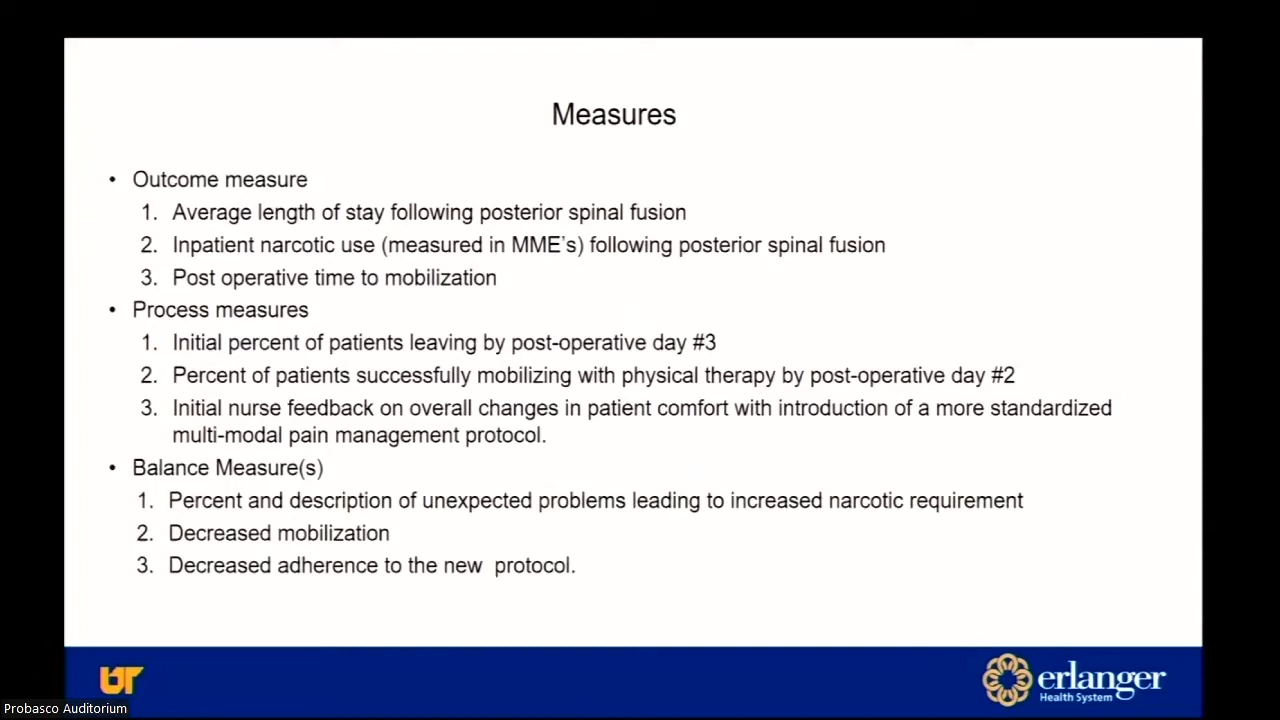 Measures
• Outcome measure
1. Average length of stay following posterior spinal fusion
2. Inpatient narcotic use (measured in MME's) following posterior spinal fusion
3. Post operative time to mobilization
• Process measures
1. Initial percent of patients leaving by post-operative day #3
2. Percent of patients successfully mobilizing with physical therapy by post-operative day #2
3. Initial nurse feedback on overall changes in patient comfort with introduction of a more standardized
multi-modal pain management protocol.
• Balance Measure(s)
1. Percent and description of unexpected problems leading to increased narcotic requirement
2. Decreased mobilization
3. Decreased adherence to the new  protocol.
UT
erlanger
Health System
Probasco Auditorium